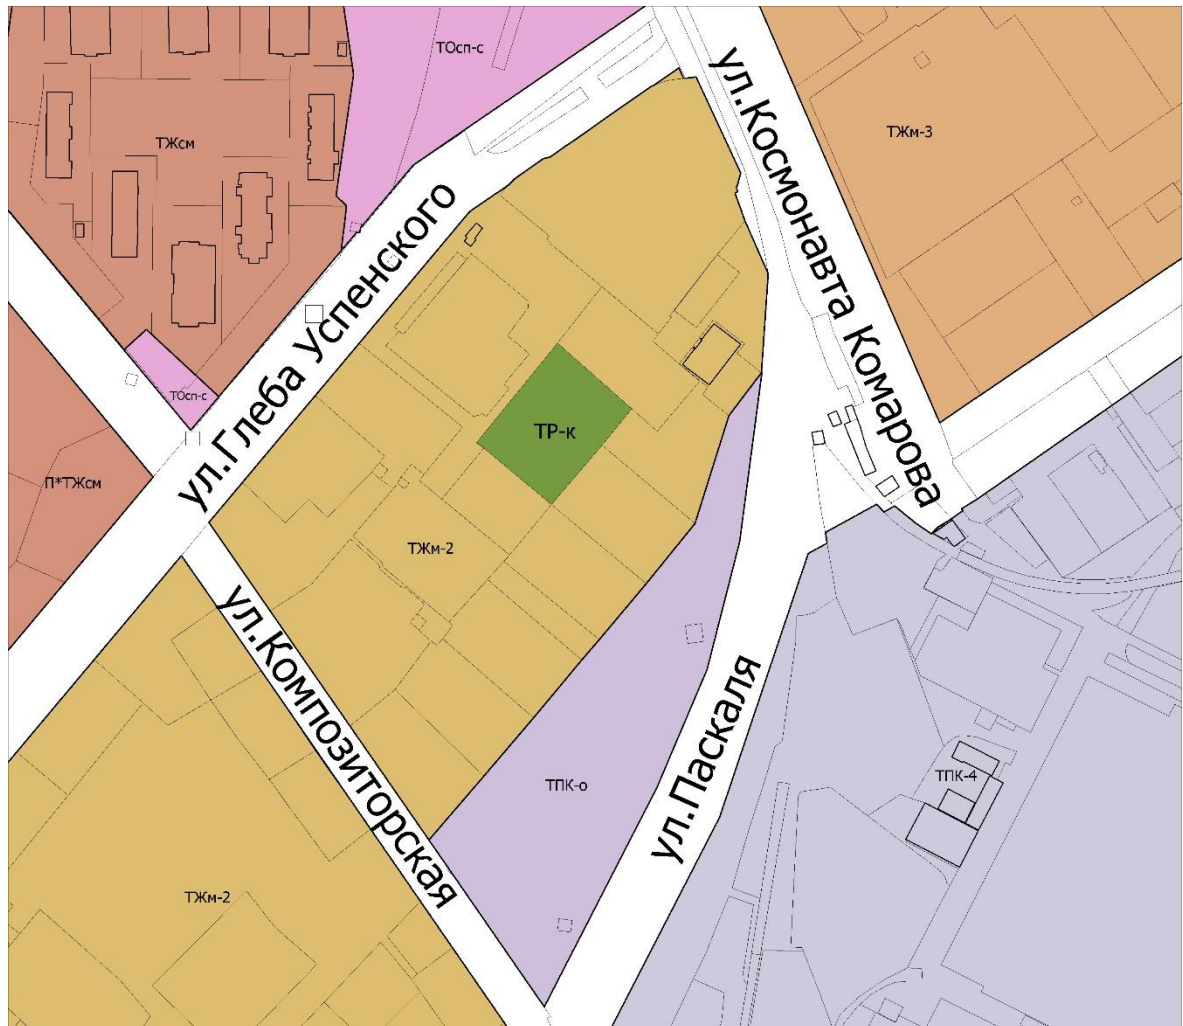 ТОсп-с
ул.Космонавта Комарова
ТЖм-3
ТЖсм
ул.Глеба Успенского
ТОсп-с
ТР-к
П*ТЖсм
ТЖм-2
ул.Композиторская
ул.Паскаля
ТПК-о
ТПК-4
ТЖм-2